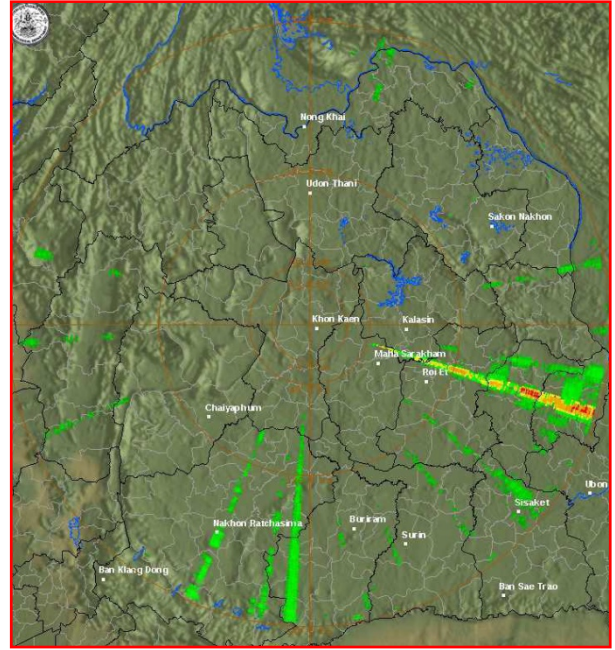 Nong Khai
Udon Thani
Sakon Nakhon
Khon Kaen
Kalasin
Maha Sarakham
Roi Et
Chaiyaphum
Ubon
Sisaket
Nakhon Ratchasima
Buriram
Surin
Ban Klang Dong
Ban Sae Trao